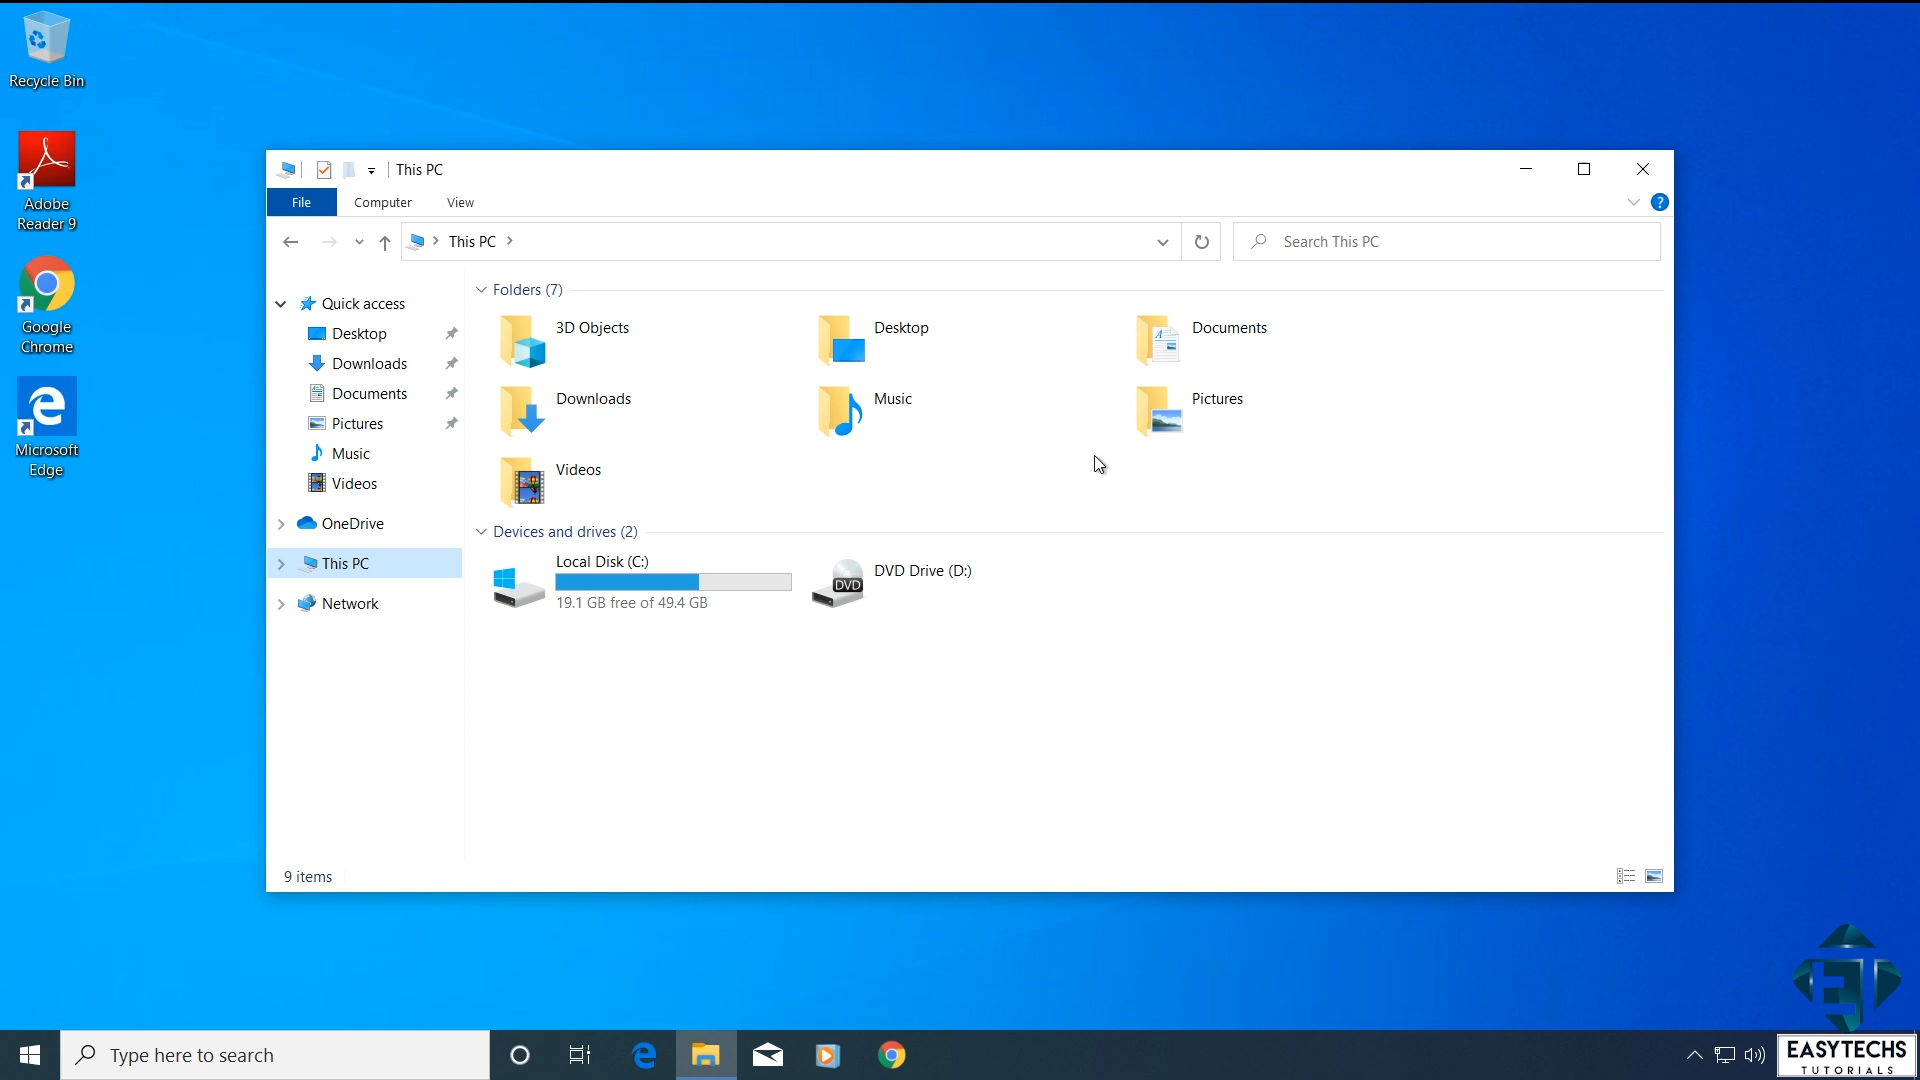 Recycle Bin
Adobe
Reader 9
Google
Chrome
Microsoft
Edge
This PC
File
Computer
View
?
This PC
Search This PC
Quick access
Desktop
Downloads
Documents
Pictures
Music
Videos
OneDrive
This PC
Network
Folders (7)
3D Objects
Desktop
Documents
Downloads
Music
Pictures
Videos
Devices and drives (2)
Local Disk (C:)
19.1 GB free of 49.4 GB
DVD
DVD Drive (D:)
9 items
Type here to search
ET
EASYTECHS
TUTORIALS